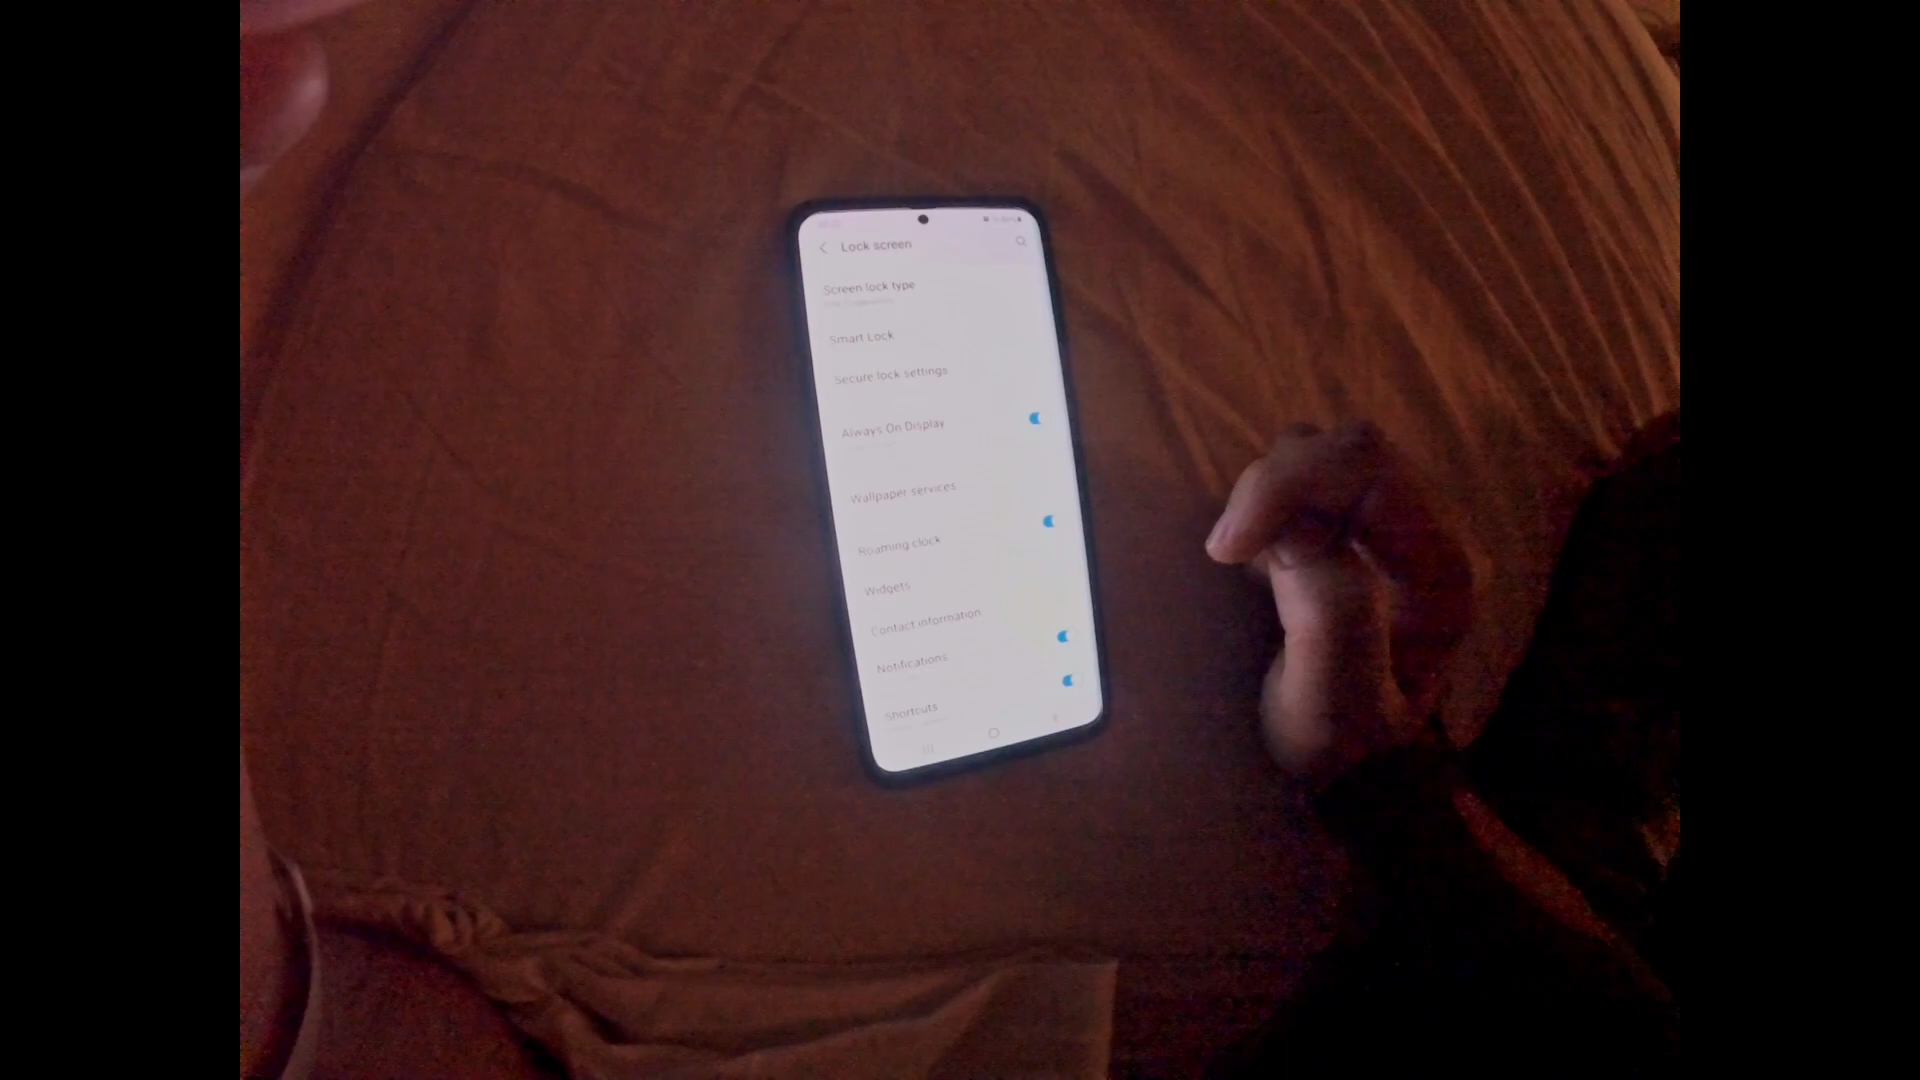 Lock screen
Screen lock type
Smart Lock
Secure lock settings
Always On Display
Wallpaper services
Roaming clock
Widgets
Contact information
Notifications
Shortcuts